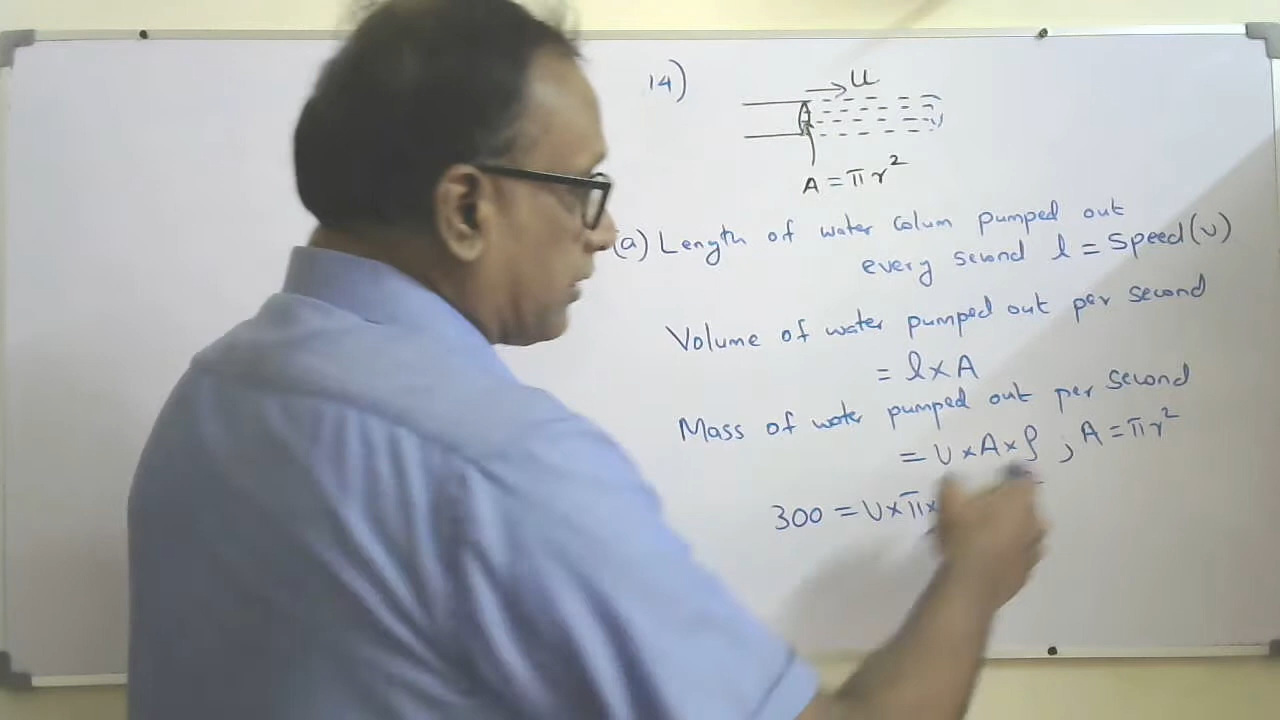 14)
u
A = πr²
(a) Length of water colum pumped out
every second l = Speed(v)
Volume of water pumped out per second
= l×A
Mass of water pumped out per second
= v×A×ρ ; A = πr²
300 = v×π×